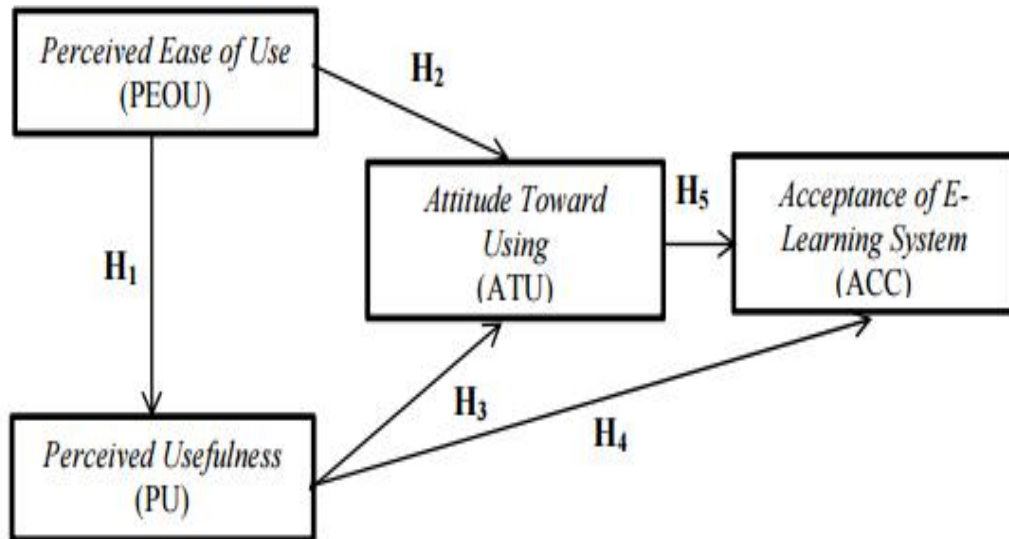 Perceived Ease of Use
(PEOU)
H₂
Attitude Toward
Using
(ATU)
H₅
Acceptance of E-
Learning System
(ACC)
H₁
H₃
H₄
Perceived Usefulness
(PU)